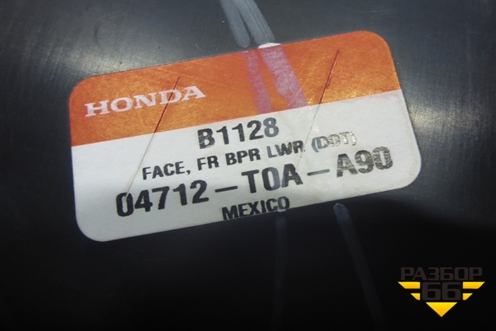 HONDA
B1128
FACE, FR BPR LWR (DOT)
04712-T0A-A90
MEXICO
РАЗБОР
66